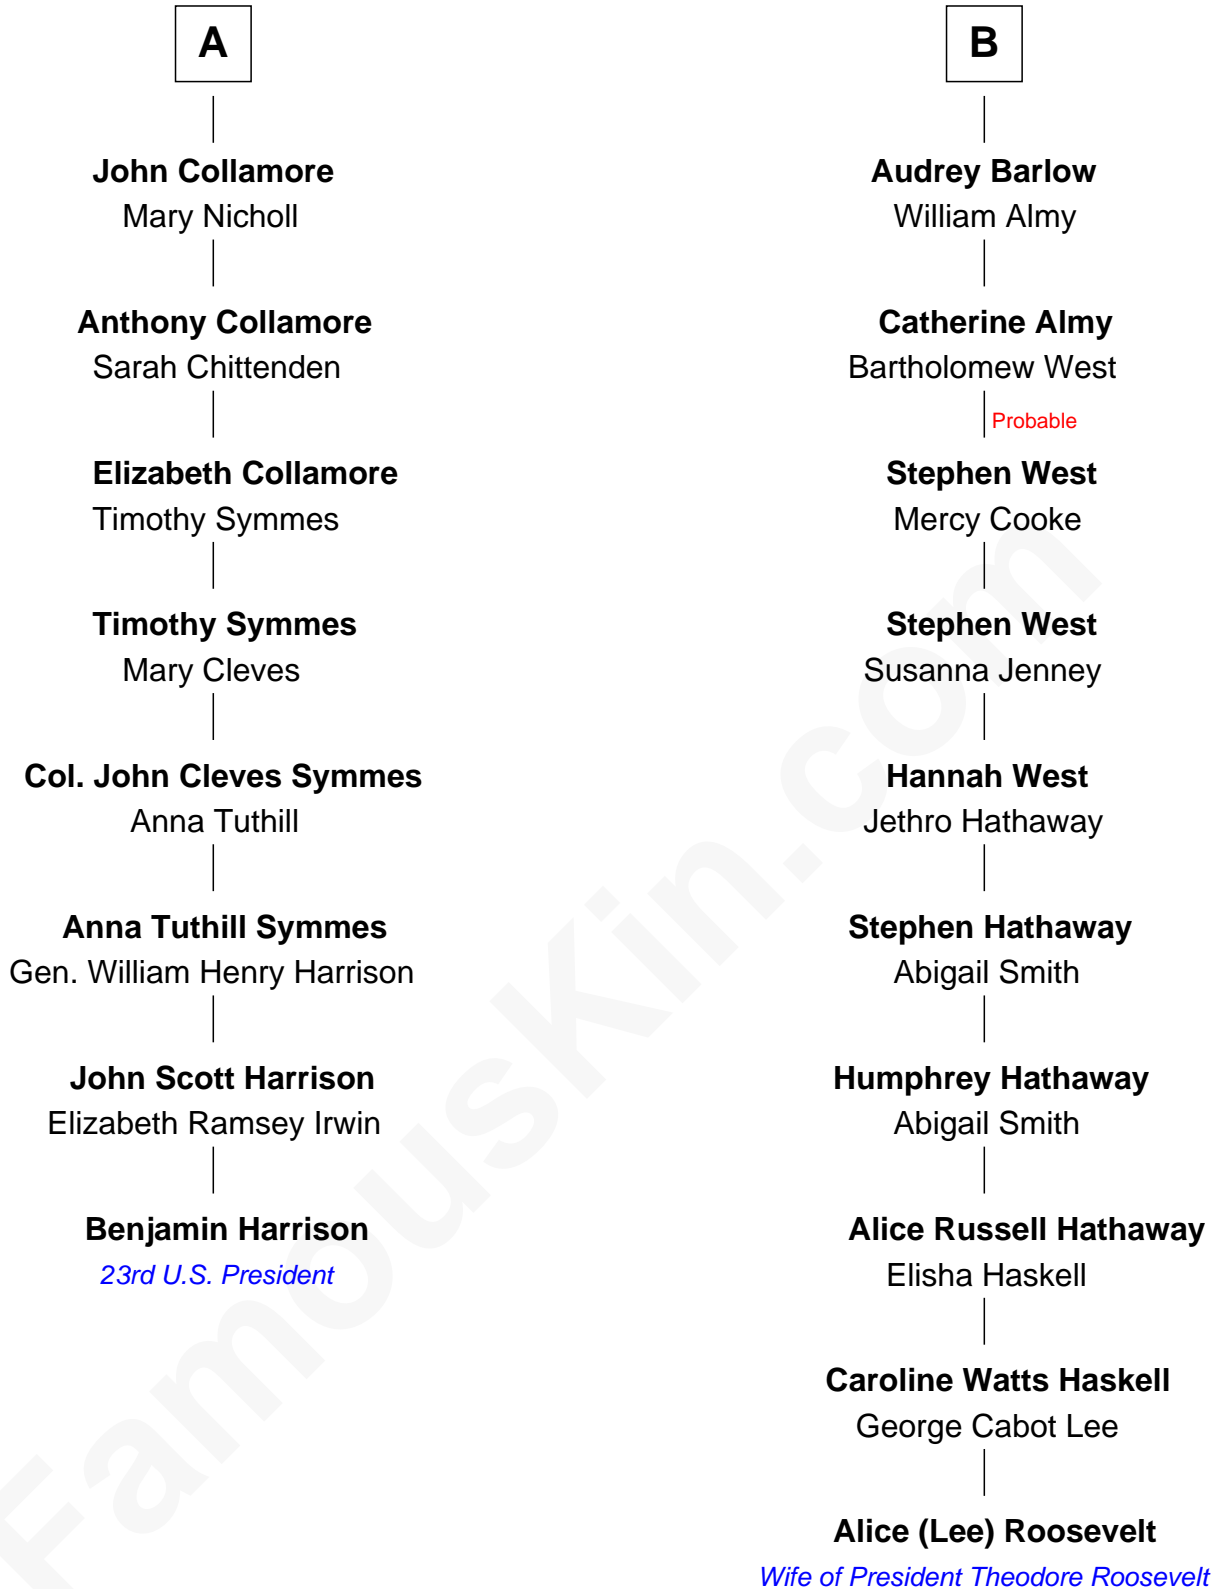 A
John Collamore
Mary Nicholl
Anthony Collamore
Sarah Chittenden
Elizabeth Collamore
Timothy Symmes
Timothy Symmes
Mary Cleves
Col. John Cleves Symmes
Anna Tuthill
Anna Tuthill Symmes
Gen. William Henry Harrison
John Scott Harrison
Elizabeth Ramsey Irwin
Benjamin Harrison
23rd U.S. President
B
Audrey Barlow
William Almy
Catherine Almy
Bartholomew West
Probable
Stephen West
Mercy Cooke
Stephen West
Susanna Jenney
Hannah West
Jethro Hathaway
Stephen Hathaway
Abigail Smith
Humphrey Hathaway
Abigail Smith
Alice Russell Hathaway
Elisha Haskell
Caroline Watts Haskell
George Cabot Lee
Alice (Lee) Roosevelt
Wife of President Theodore Roosevelt
FamousKin.com